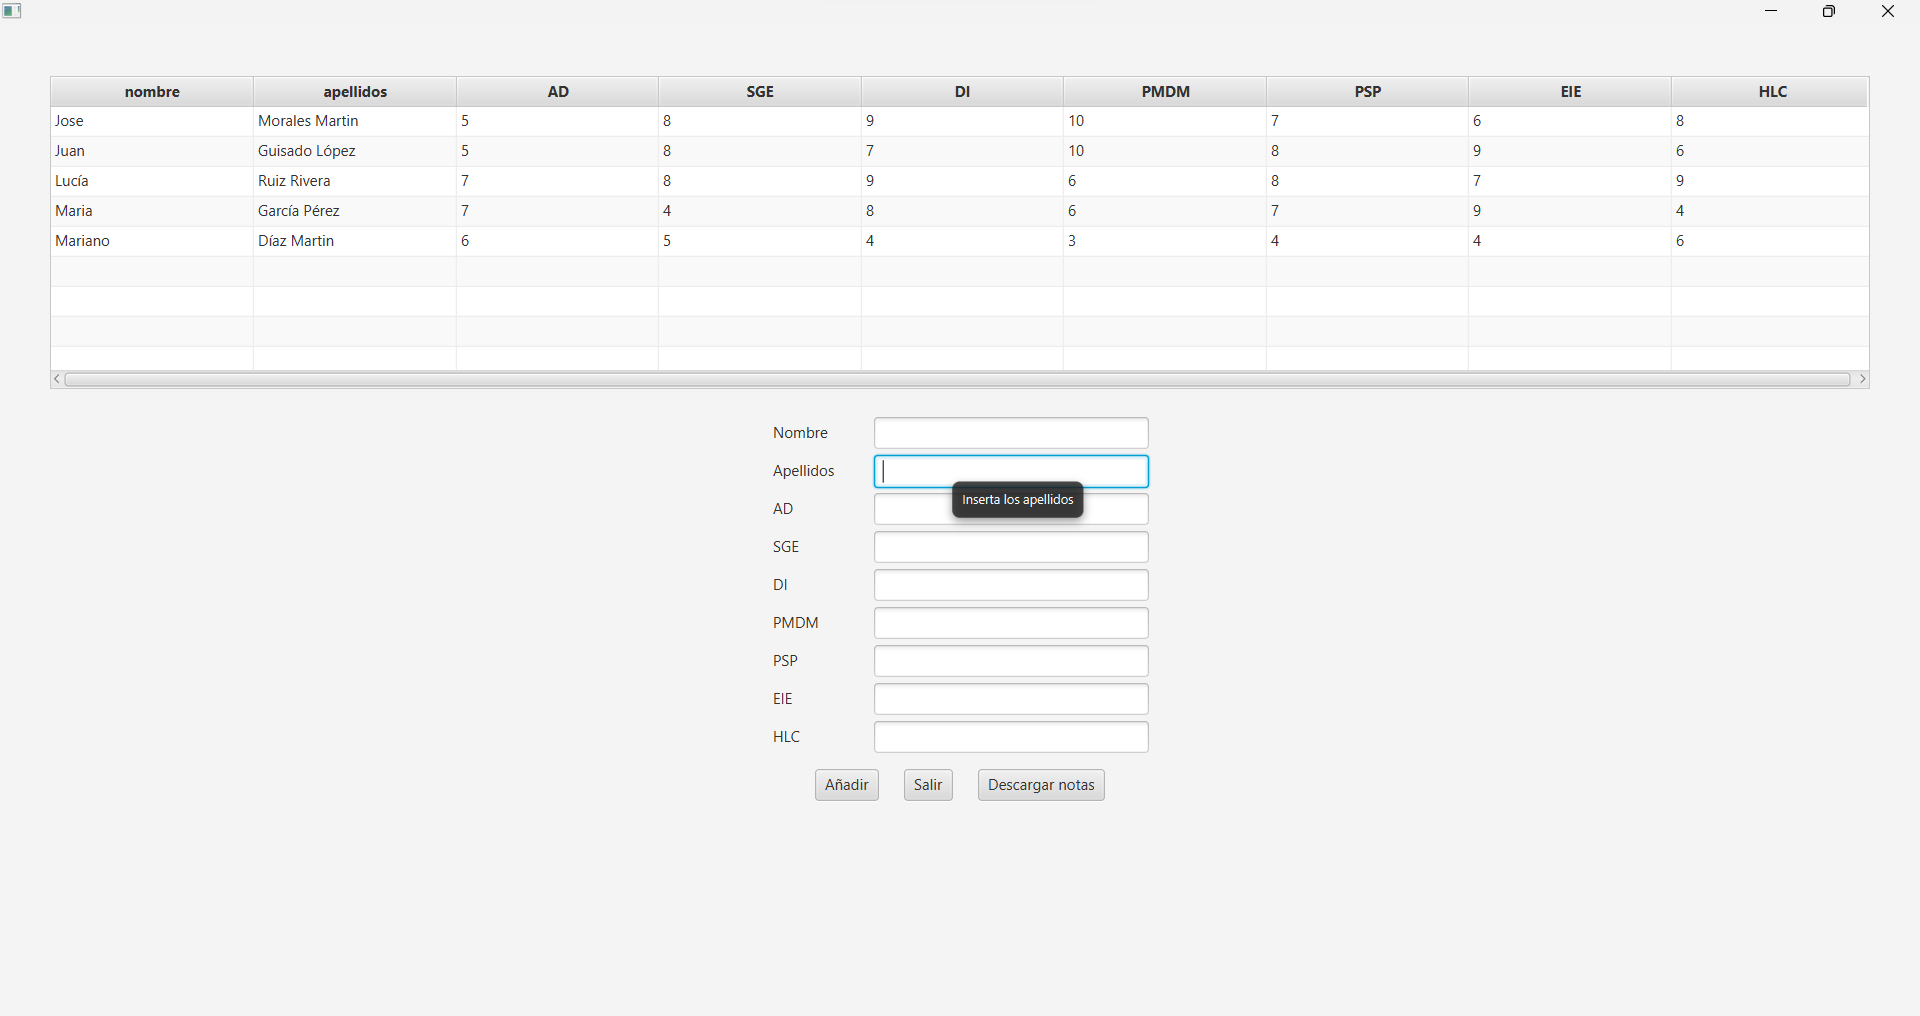 nombre apellidos AD SGE DI PMDM PSP EIE HLC
Jose Morales Martin 5 8 9 10 7 6 8
Juan Guisado López 5 8 7 10 8 9 6
Lucía Ruiz Rivera 7 8 9 6 8 7 9
Maria García Pérez 7 4 8 6 7 9 4
Mariano Díaz Martin 6 5 4 3 4 4 6
Nombre
Apellidos
Inserta los apellidos
AD
SGE
DI
PMDM
PSP
EIE
HLC
Añadir Salir Descargar notas